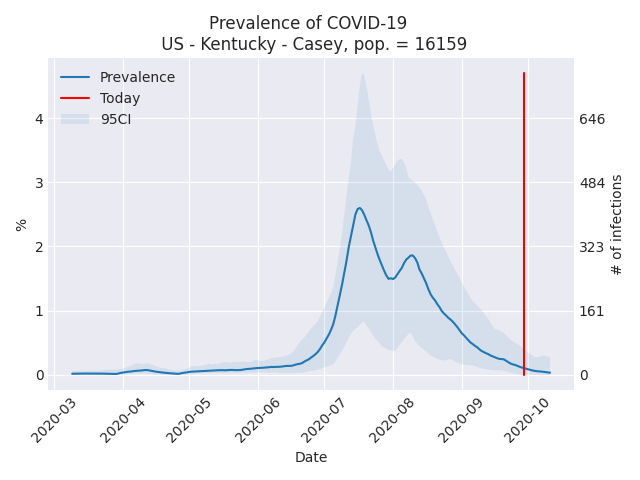 Prevalence of COVID-19
US - Kentucky - Casey, pop. = 16159
Prevalence
Today
95CI
%
4
3
2
1
0
646
484
323
161
0
# of infections
2020-03
2020-04
2020-05
2020-06
2020-07
2020-08
2020-09
2020-10
Date